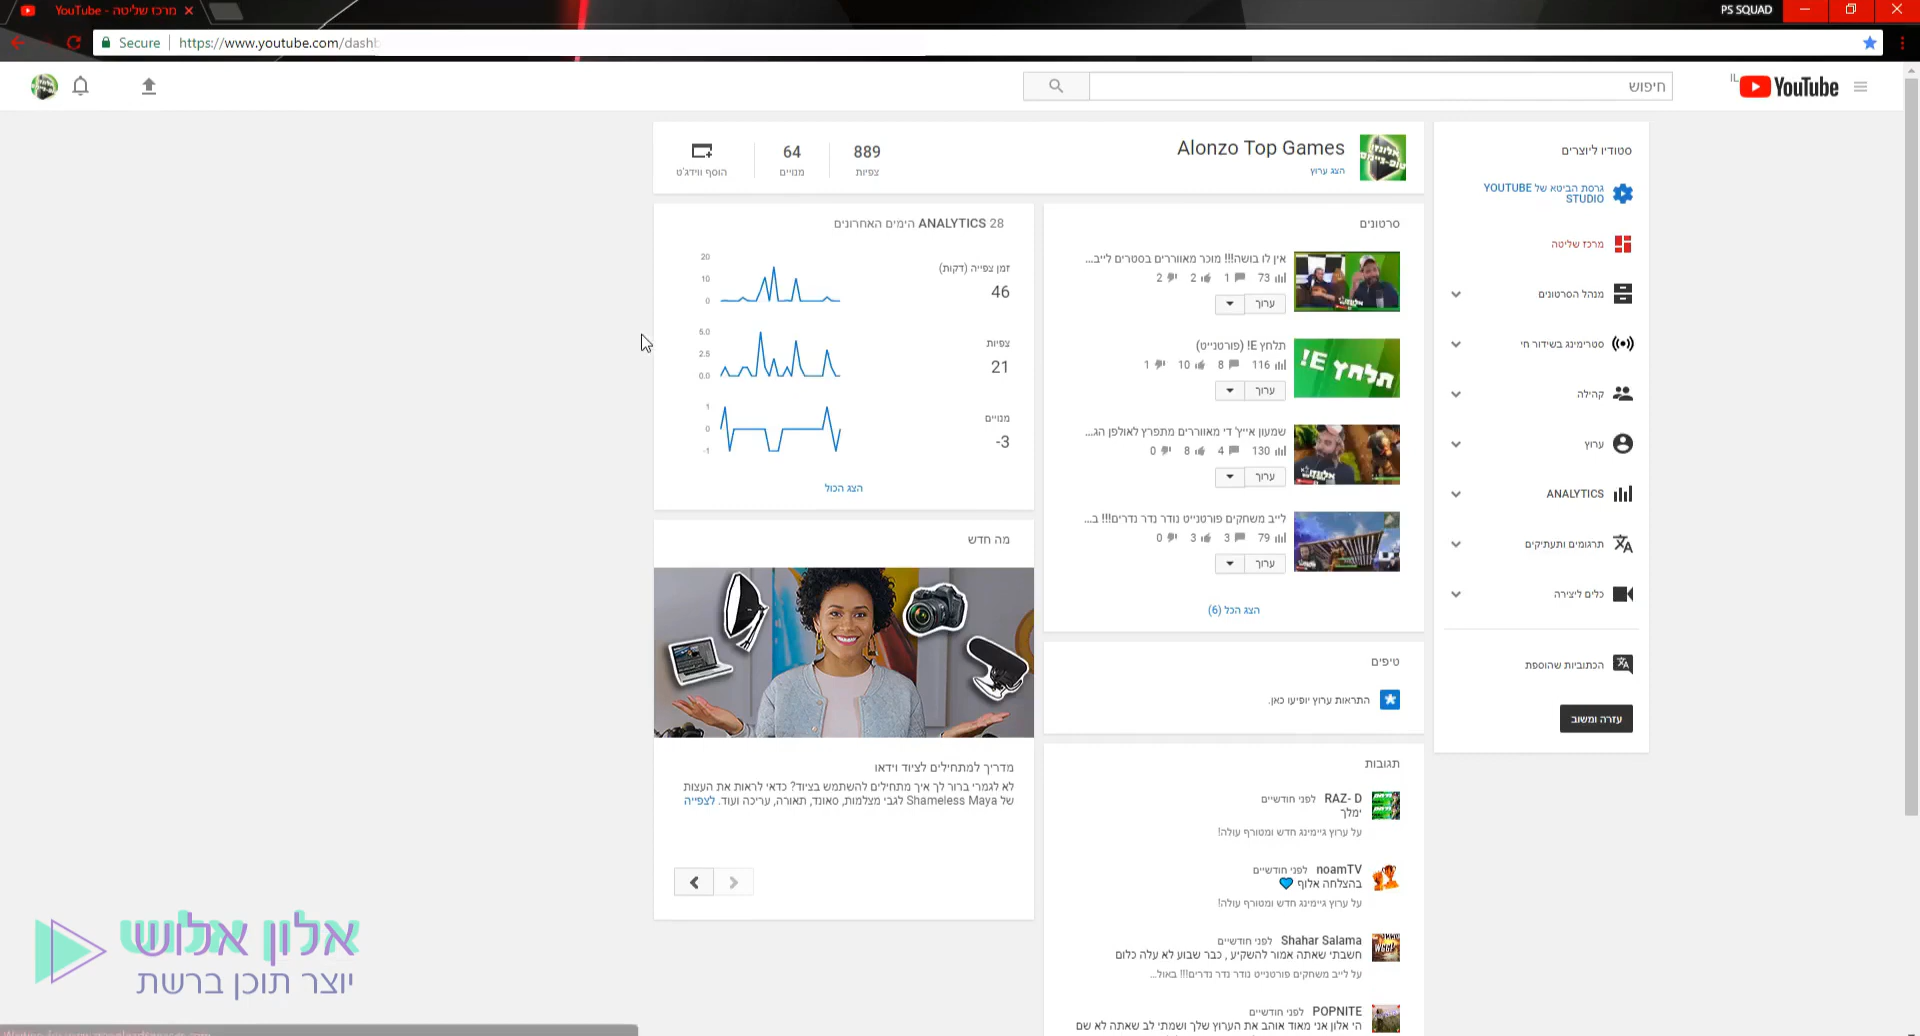 YouTube - מרכז שליטה
PS SQUAD
Secure
https://www.youtube.com/dashb
YouTube IL
חיפוש
Alonzo Top Games
הצג ערוץ
889
צפיות
64
מנויים
הוסף ווידג'ט
סטודיו ליוצרים
גרסת הביטא של YOUTUBE
STUDIO
מרכז שליטה
מנהל הסרטונים
סטרימינג בשידור חי
קהילה
ערוץ
ANALYTICS
תרגומים ותעתיקים
כלים ליצירה
הכתוביות שהוספת
עזרה ומשוב
סרטונים
אין לו בושה!!! מוכר מאווררים בסטרים לייב...
73 1 2 2
ערוך
תלחץ E! (פורטנייט)
116 8 10 1
ערוך
תלחץ E!
שמעון אייץ' די מאווררים מתפרץ לאולפן הג...
130 4 8 0
ערוך
לייב משחקים פורטנייט נודר נדר נדרים!!! ב...
79 3 3 0
ערוך
הצג הכל (6)
טיפים
התראות ערוץ יופיעו כאן.
תגובות
RAZ- D לפני חודשיים
ימלך
על ערוץ גיימינג חדש ומטורף עולה!
noamTV לפני חודשיים
בהצלחה אלוף 💙
על ערוץ גיימינג חדש ומטורף עולה!
Shahar Salama לפני חודשיים
חשבתי שאתה אמור להשקיע , כבר שבוע לא עלה כלום
על לייב משחקים פורטנייט נודר נדר נדרים!!! באול...
POPNITE לפני חודשיים
הי אלון אני מאוד אוהב את הערוץ שלך ושמתי לב שאתה לא שם
ANALYTICS 28 הימים האחרונים
זמן צפייה (דקות)
46
20
10
0
צפיות
21
5.0
2.5
0.0
מנויים
-3
1
0
-1
הצג הכול
מה חדש
מדריך למתחילים לציוד וידאו
לא לגמרי ברור לך איך מתחילים להשתמש בציוד? כדאי לראות את העצות
של Shameless Maya לגבי מצלמות, סאונד, תאורה, עריכה ועוד. לצפייה
אלון אלוש
יוצר תוכן ברשת